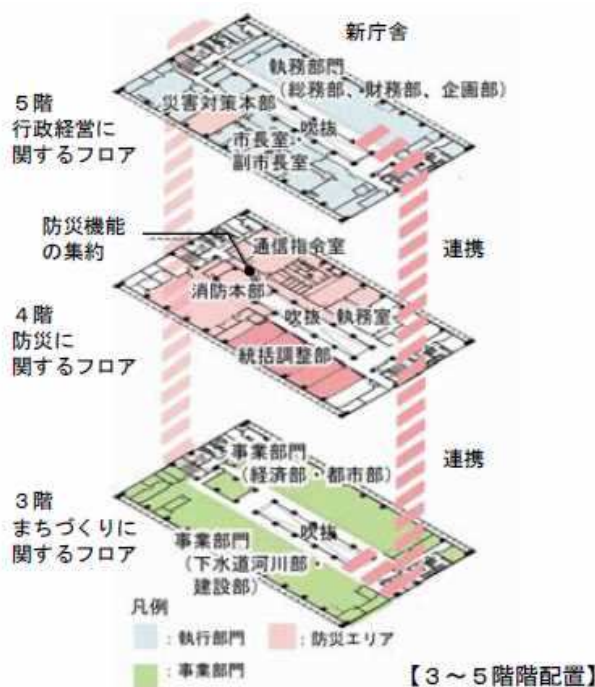 新庁舎
5階
行政経営に
関するフロア
執務部門
(総務部、財務部、企画部)
災害対策本部
吹抜
市長室・
副市長室
防災機能
の集約
通信指令室
連携
消防本部
4階
防災に
関するフロア
吹抜
執務室
統括調整部
事業部門
(経済部・都市部)
連携
3階
まちづくりに
関するフロア
吹抜
事業部門
(下水道河川部・
建設部)
凡例
:執行部門
:防災エリア
:事業部門
【3~5階階配置】